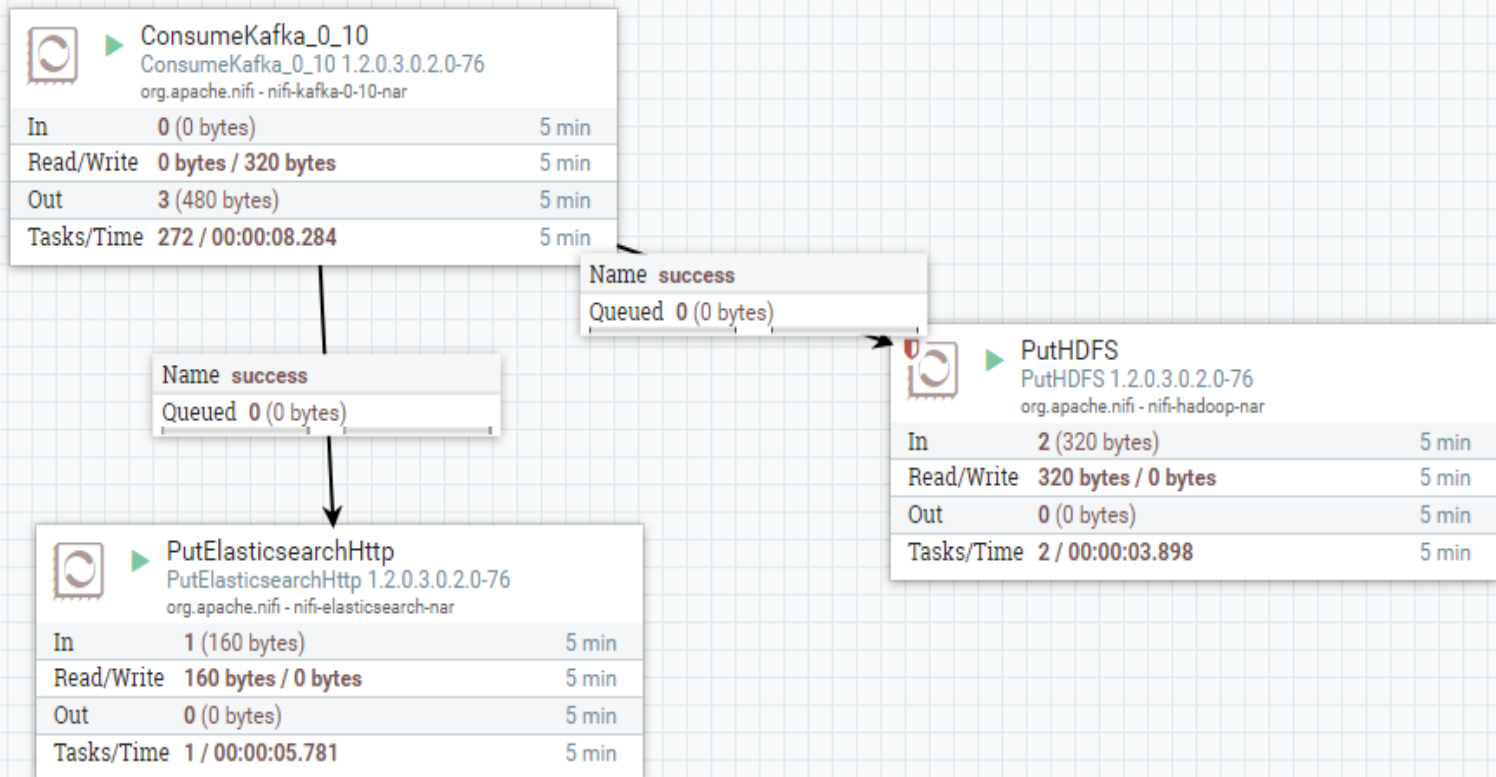 ConsumeKafka_0_10
ConsumeKafka_0_10 1.2.0.3.0.2.0-76
org.apache.nifi - nifi-kafka-0-10-nar
In 0 (0 bytes) 5 min
Read/Write 0 bytes / 320 bytes 5 min
Out 3 (480 bytes) 5 min
Tasks/Time 272 / 00:00:08.284 5 min
Name success
Queued 0 (0 bytes)
Name success
Queued 0 (0 bytes)
PutHDFS
PutHDFS 1.2.0.3.0.2.0-76
org.apache.nifi - nifi-hadoop-nar
In 2 (320 bytes) 5 min
Read/Write 320 bytes / 0 bytes 5 min
Out 0 (0 bytes) 5 min
Tasks/Time 2 / 00:00:03.898 5 min
PutElasticsearchHttp
PutElasticsearchHttp 1.2.0.3.0.2.0-76
org.apache.nifi - nifi-elasticsearch-nar
In 1 (160 bytes) 5 min
Read/Write 160 bytes / 0 bytes 5 min
Out 0 (0 bytes) 5 min
Tasks/Time 1 / 00:00:05.781 5 min